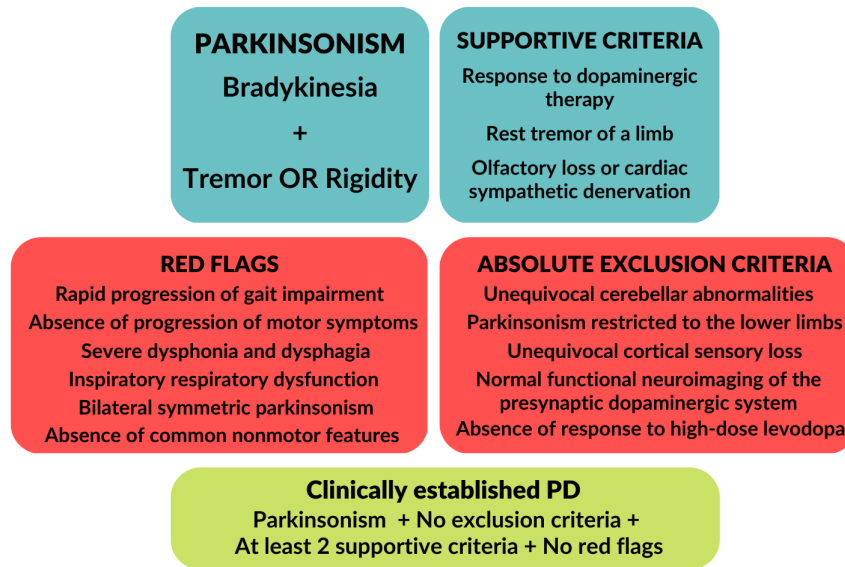 PARKINSONISM
Bradykinesia
+
Tremor OR Rigidity
SUPPORTIVE CRITERIA
Response to dopaminergic
therapy
Rest tremor of a limb
Olfactory loss or cardiac
sympathetic denervation
RED FLAGS
Rapid progression of gait impairment
Absence of progression of motor symptoms
Severe dysphonia and dysphagia
Inspiratory respiratory dysfunction
Bilateral symmetric parkinsonism
Absence of common nonmotor features
ABSOLUTE EXCLUSION CRITERIA
Unequivocal cerebellar abnormalities
Parkinsonism restricted to the lower limbs
Unequivocal cortical sensory loss
Normal functional neuroimaging of the
presynaptic dopaminergic system
Absence of response to high-dose levodopa
Clinically established PD
Parkinsonism + No exclusion criteria +
At least 2 supportive criteria + No red flags